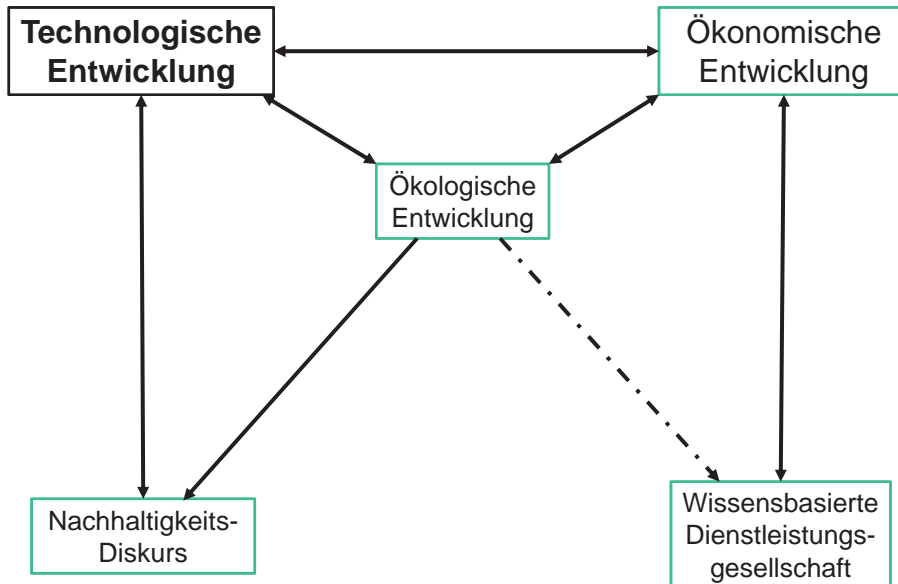 Technologische
Entwicklung
Ökonomische
Entwicklung
Ökologische
Entwicklung
Nachhaltigkeits-
Diskurs
Wissensbasierte
Dienstleistungs-
gesellschaft